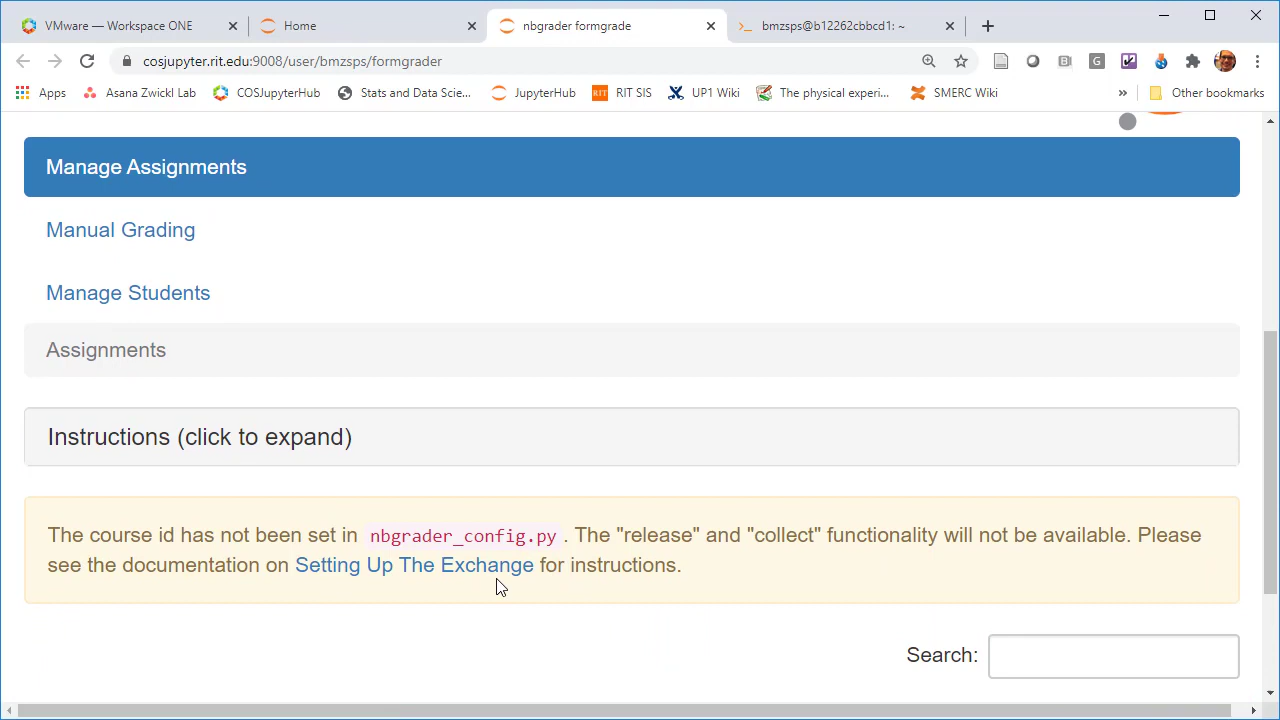 VMware — Workspace ONE
Home
nbgrader formgrade
bmzsps@b12262cbbcd1: ~
cosjupyter.rit.edu:9008/user/bmzsps/formgrader
Apps
Asana Zwickl Lab
COSJupyterHub
Stats and Data Scie...
JupyterHub
RIT SIS
UP1 Wiki
The physical experi...
SMERC Wiki
»
Other bookmarks
Manage Assignments
Manual Grading
Manage Students
Assignments
Instructions (click to expand)
The course id has not been set in nbgrader_config.py. The "release" and "collect" functionality will not be available. Please
see the documentation on Setting Up The Exchange for instructions.
Search: